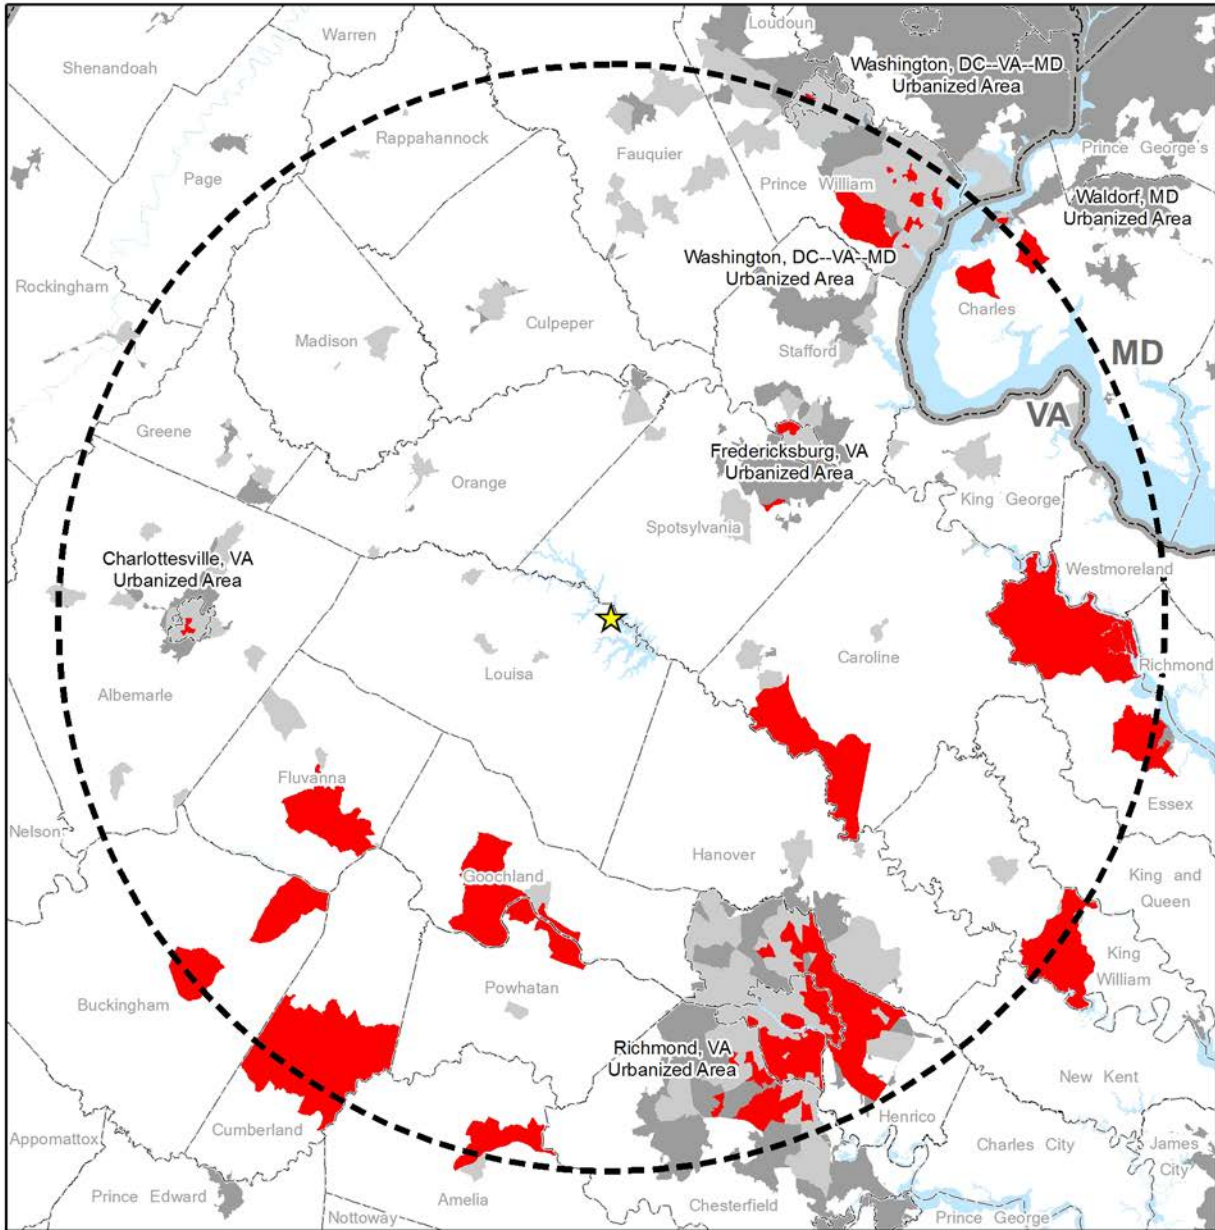 Loudoun
Warren
Washington, DC--VA--MD
Urbanized Area
Shenandoah
Rappahannock
Prince George's
Fauquier
Page
Prince William
Waldorf, MD
Urbanized Area
Washington, DC--VA--MD
Urbanized Area
Rockingham
Charles
Culpeper
Madison
Stafford
MD
VA
Greene
Fredericksburg, VA
Urbanized Area
Orange
King George
Spotsylvania
Charlottesville, VA
Urbanized Area
Westmoreland
Caroline
Richmond
Louisa
Albemarle
Fluvanna
Essex
Nelson
Hanover
Goochland
King and
Queen
King
William
Powhatan
Buckingham
Richmond, VA
Urbanized Area
New Kent
Henrico
Cumberland
Appomattox
Charles City
James
City
Prince Edward
Amelia
Chesterfield
Nottoway
Prince George